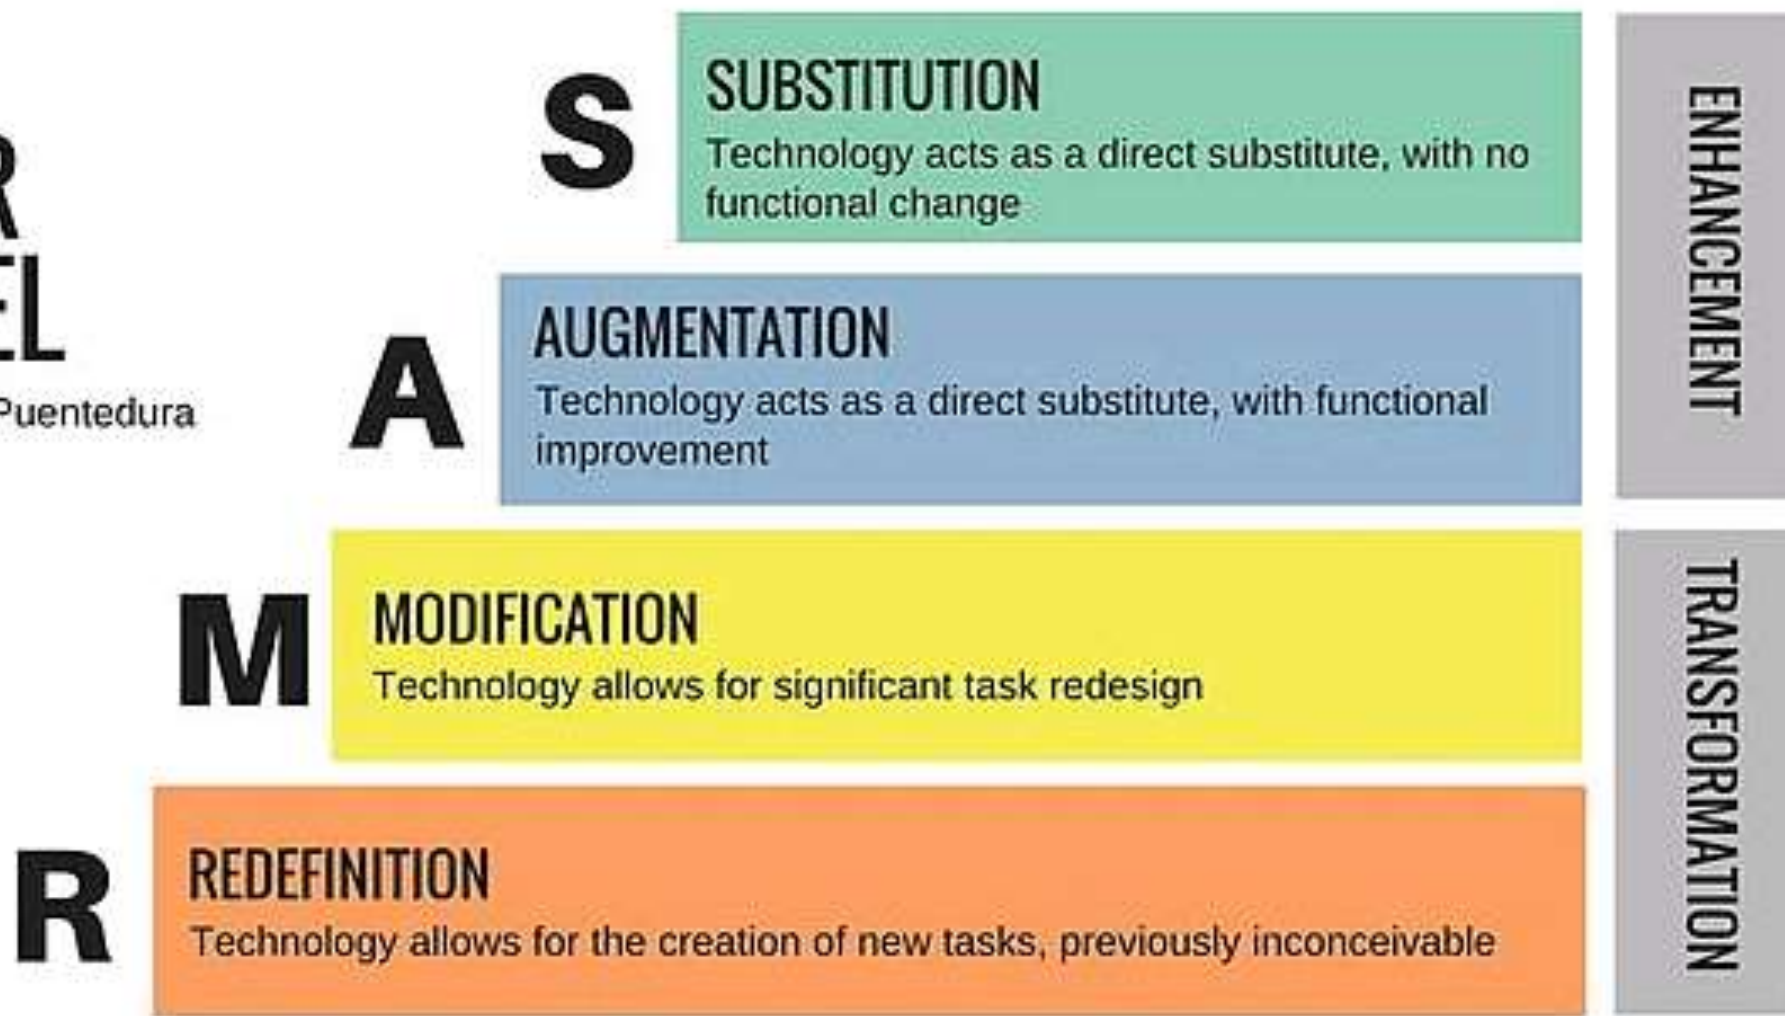 R
EL
Puentedura
S
SUBSTITUTION
Technology acts as a direct substitute, with no
functional change
A
AUGMENTATION
Technology acts as a direct substitute, with functional
improvement
M
MODIFICATION
Technology allows for significant task redesign
R
REDEFINITION
Technology allows for the creation of new tasks, previously inconceivable
ENHANCEMENT
TRANSFORMATION